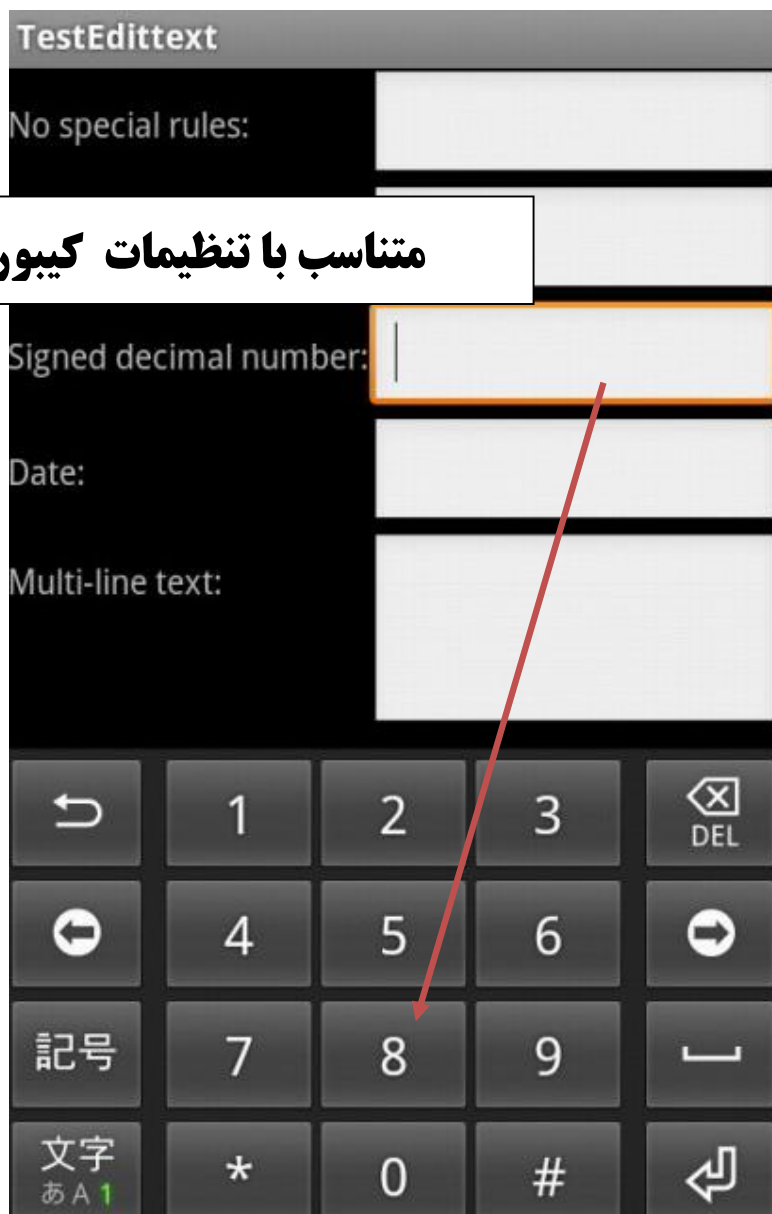 TestEdittext
No special rules:
متناسب با تنظیمات کیبور
Signed decimal number:
Date:
Multi-line text:
1 2 3 DEL
4 5 6
記号 7 8 9
文字 * 0 #
あA1